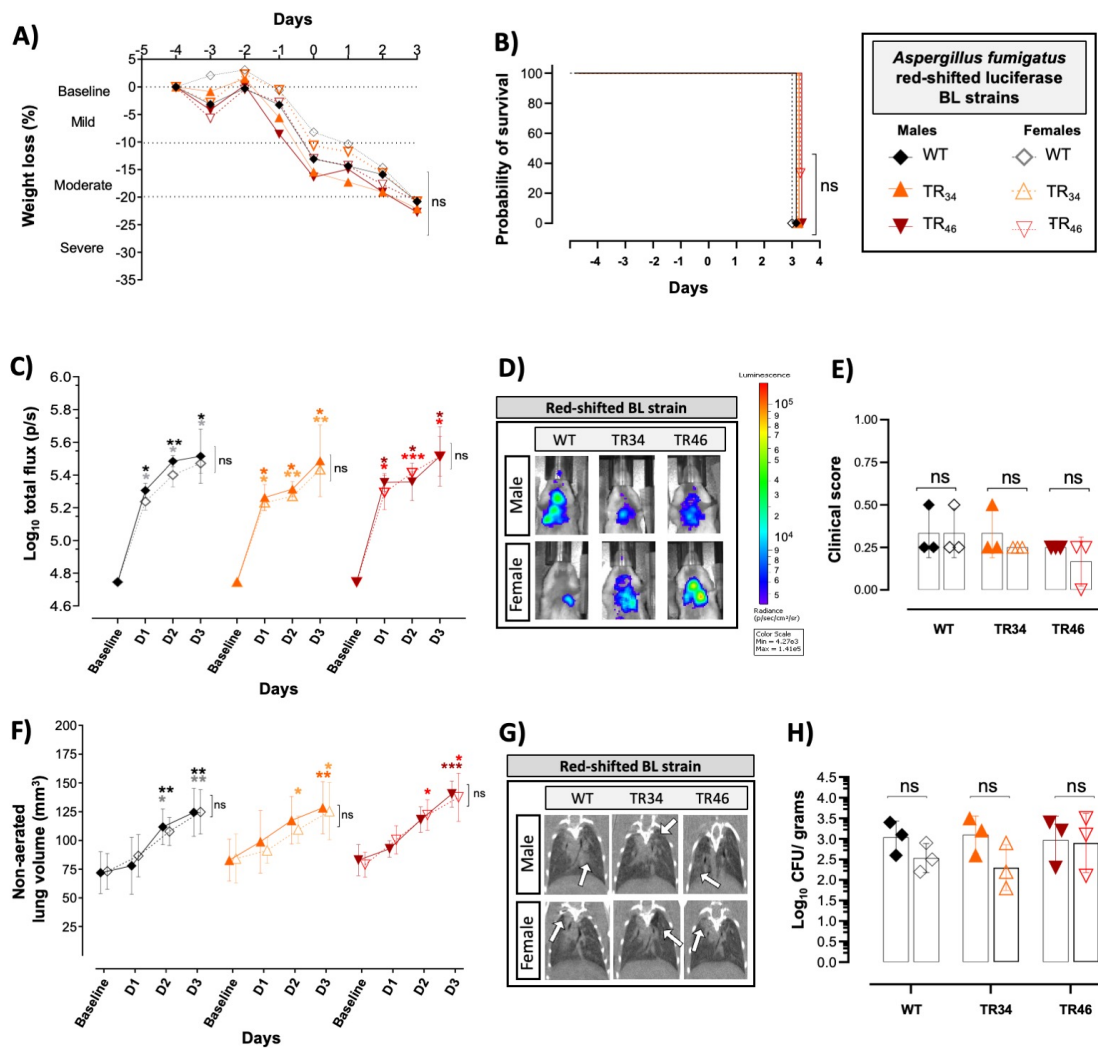 A)
Days
-5 -4 -3 -2 -1 0 1 2 3
5
0
-5
-10
-15
-20
-25
-30
-35
Baseline
Mild
Moderate
Severe
Weight loss (%)
ns
B)
Probability of survival
100
80
60
40
20
0
ns
-4 -3 -2 -1 0 1 2 3 4
Days
Aspergillus fumigatus
red-shifted luciferase
BL strains
Males Females
WT WT
TR34 TR34
TR46 TR46
C)
Log10 total flux (p/s)
6.0
5.8
5.6
5.4
5.2
5.0
4.8
4.6
* * ** * * *
* * * ** * **
* * * *** * *
ns ns ns
Baseline D1 D2 D3 Baseline D1 D2 D3 Baseline D1 D2 D3
Days
D)
Red-shifted BL strain
WT TR34 TR46
Male
Female
Luminescence
10^5
8
6
4
2
10^4
8
6
Radiance
(p/sec/cm²/sr)
Color Scale
Min = 4.27e3
Max = 1.41e5
E)
Clinical score
1.00
0.75
0.50
0.25
0.00
ns ns ns
WT TR34 TR46
F)
Non-aerated
lung volume (mm³)
200
175
150
125
100
75
50
25
** * ** **
* * **
* * ***
ns ns ns
Baseline D1 D2 D3 Baseline D1 D2 D3 Baseline D1 D2 D3
Days
G)
Red-shifted BL strain
WT TR34 TR46
Male
Female
H)
Log10 CFU/ grams
4.5
4.0
3.5
3.0
2.5
2.0
1.5
1.0
0.5
0.0
ns ns ns
WT TR34 TR46